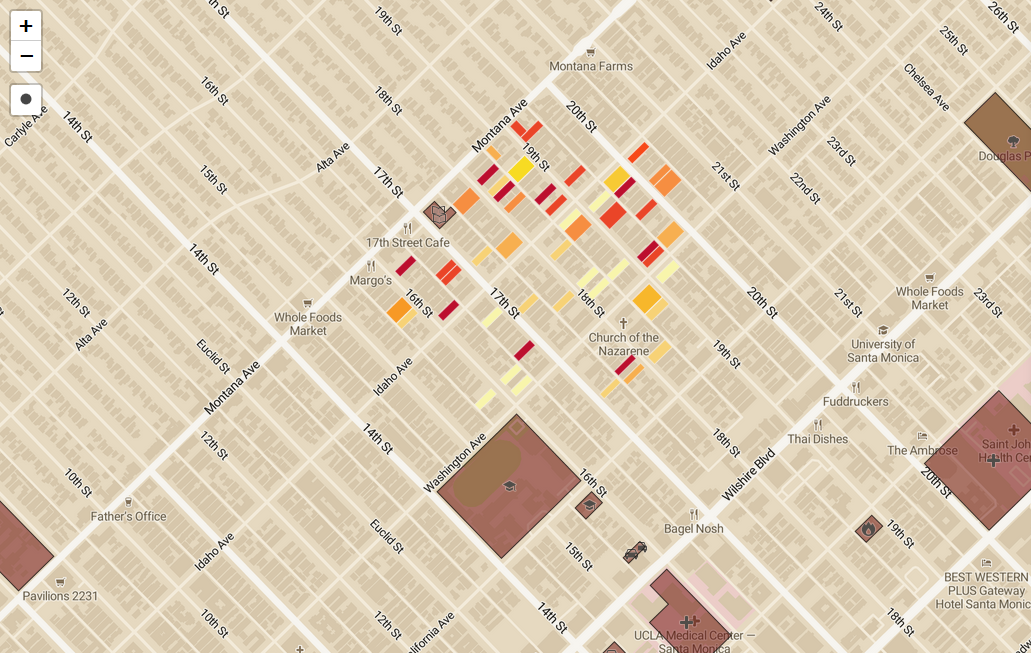 +
−
19th St
24th St
26th St
Idaho Ave
25th St
Montana Farms
Chelsea Ave
16th St
18th St
Montana Ave
20th St
Washington Ave
Carlyle Ave
14th St
Alta Ave
19th St
23rd St
Douglas P
15th St
17th St
21st St
22nd St
17th Street Cafe
14th St
Margo's
12th St
16th St
17th St
18th St
20th St
21st St
Whole Foods
Market
23rd St
Whole Foods
Market
Alta Ave
Euclid St
Church of the
Nazarene
19th St
University of
Santa Monica
Montana Ave
Idaho Ave
Fuddruckers
12th St
14th St
18th St
Thai Dishes
The Ambrose
Saint Joh
Health Cen
Washington Ave
Wilshire Blvd
10th St
16th St
20th St
Father's Office
Bagel Nosh
Euclid St
19th St
Idaho Ave
15th St
BEST WESTERN
PLUS Gateway
Hotel Santa Monic
Pavilions 2231
10th St
12th St
14th St
18th St
alifornia Ave
UCLA Medical Center —
Santa Monica